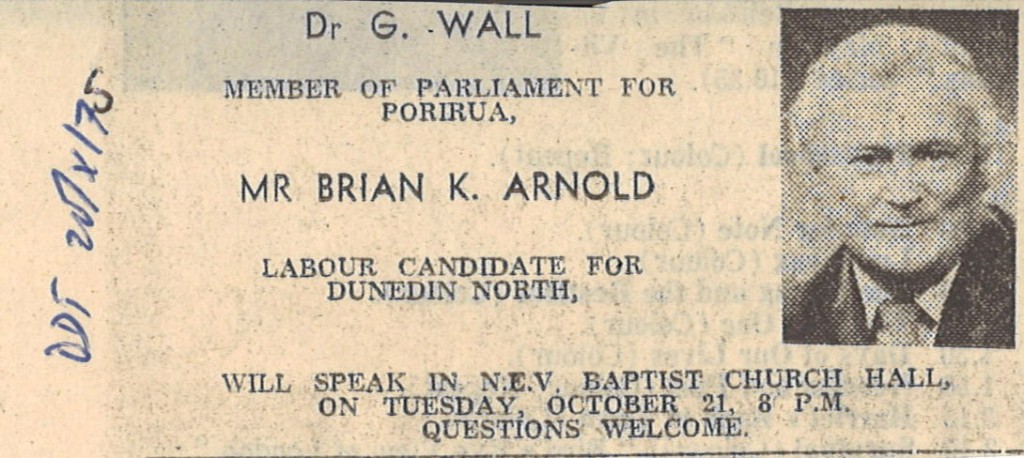 Dr G. WALL
MEMBER OF PARLIAMENT FOR
PORIRUA,
MR BRIAN K. ARNOLD
LABOUR CANDIDATE FOR
DUNEDIN NORTH,
WILL SPEAK IN N.E.V. BAPTIST CHURCH HALL,
ON TUESDAY, OCTOBER 21, 8 P.M.
QUESTIONS WELCOME.
ODT 20/X/75